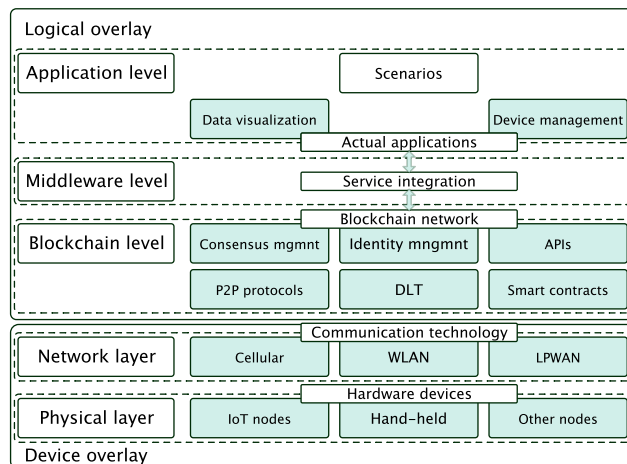 Logical overlay
Application level
Scenarios
Data visualization
Device management
Actual applications
Middleware level
Service integration
Blockchain network
Blockchain level
Consensus mgmnt
Identity mngmnt
APIs
P2P protocols
DLT
Smart contracts
Communication technology
Network layer
Cellular
WLAN
LPWAN
Hardware devices
Physical layer
IoT nodes
Hand-held
Other nodes
Device overlay